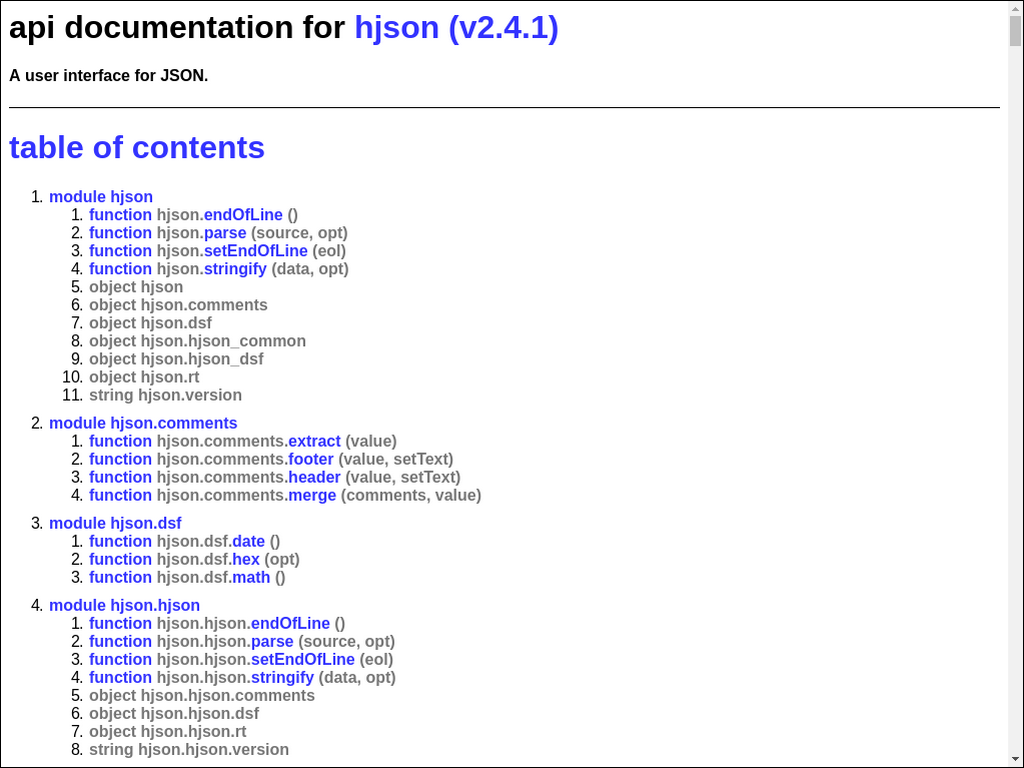 api documentation for hjson (v2.4.1)
A user interface for JSON.
table of contents
1. module hjson
1. function hjson.endOfLine ()
2. function hjson.parse (source, opt)
3. function hjson.setEndOfLine (eol)
4. function hjson.stringify (data, opt)
5. object hjson
6. object hjson.comments
7. object hjson.dsf
8. object hjson.hjson_common
9. object hjson.hjson_dsf
10. object hjson.rt
11. string hjson.version
2. module hjson.comments
1. function hjson.comments.extract (value)
2. function hjson.comments.footer (value, setText)
3. function hjson.comments.header (value, setText)
4. function hjson.comments.merge (comments, value)
3. module hjson.dsf
1. function hjson.dsf.date ()
2. function hjson.dsf.hex (opt)
3. function hjson.dsf.math ()
4. module hjson.hjson
1. function hjson.hjson.endOfLine ()
2. function hjson.hjson.parse (source, opt)
3. function hjson.hjson.setEndOfLine (eol)
4. function hjson.hjson.stringify (data, opt)
5. object hjson.hjson.comments
6. object hjson.hjson.dsf
7. object hjson.hjson.rt
8. string hjson.hjson.version